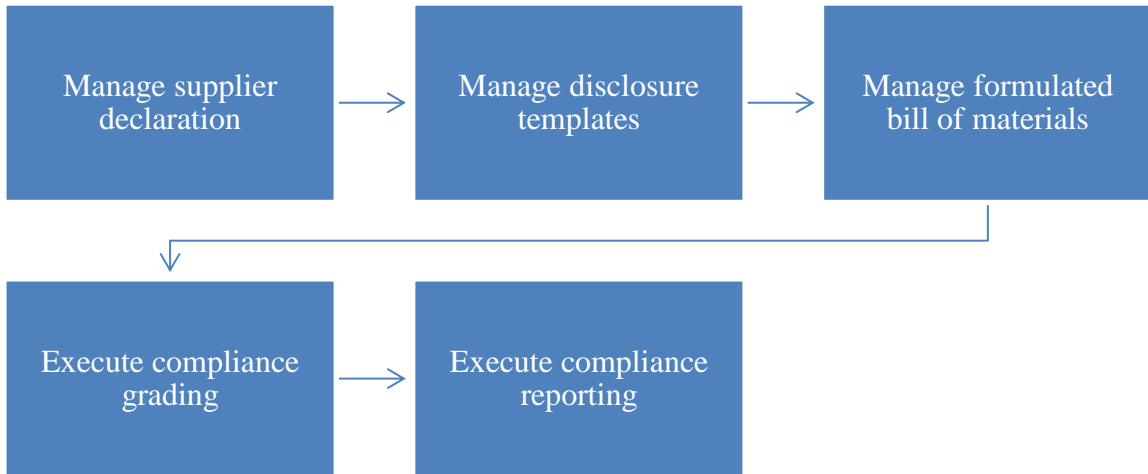 Manage supplier
declaration
Manage disclosure
templates
Manage formulated
bill of materials
Execute compliance
grading
Execute compliance
reporting